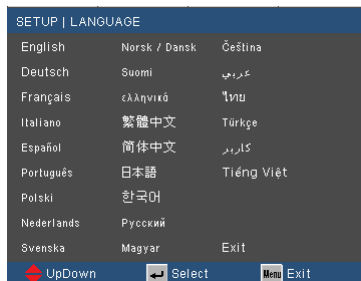 SETUP | LANGUAGE
English Norsk / Dansk Čeština
Deutsch Suomi عربي
Français ελληνικά ไทย
Italiano 繁體中文 Türkçe
Español 简体中文 کاربر
Português 日本語 Tiếng Việt
Polski 한국어
Nederlands Русский
Svenska Magyar Exit
UpDown Select Menu Exit